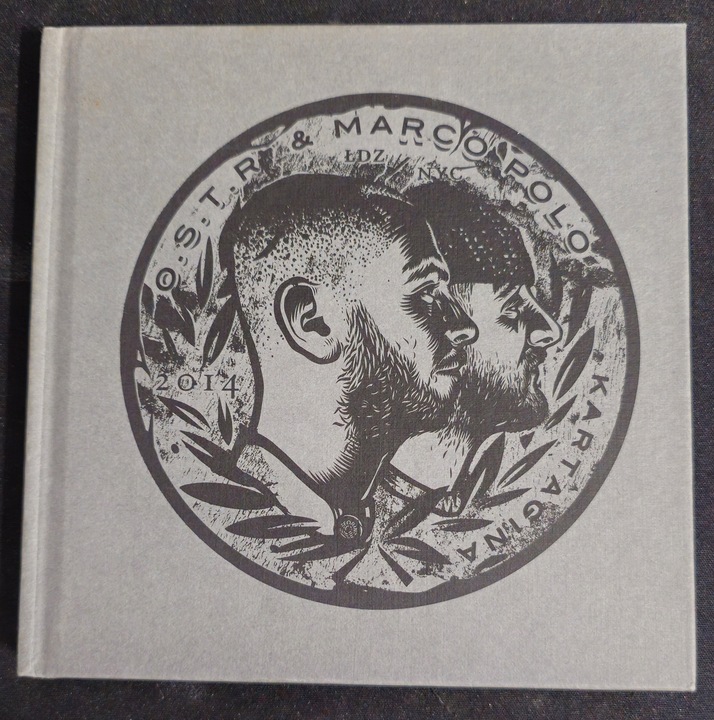 O.S.T.R. & MARCO POLO
ŁDZ
NYC
2014
KARTAGINA
W